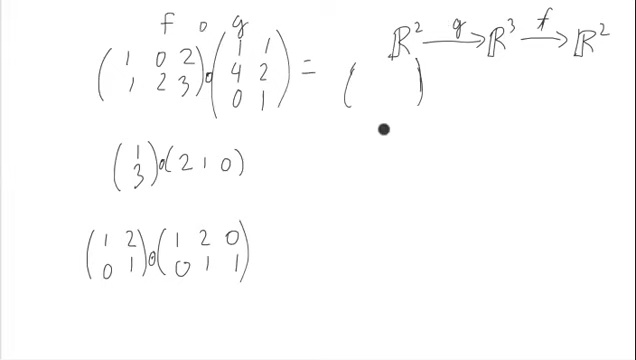 f ∘ g
ℝ² —g→ ℝ³ —f→ ℝ²
( 1 0 2 ; 1 2 3 ) ∘ ( 1 1 ; 4 2 ; 0 1 ) = (   )
( 1 ; 3 ) ∘ ( 2 1 0 )
( 1 2 ; 0 1 ) ∘ ( 1 2 0 ; 0 1 1 )